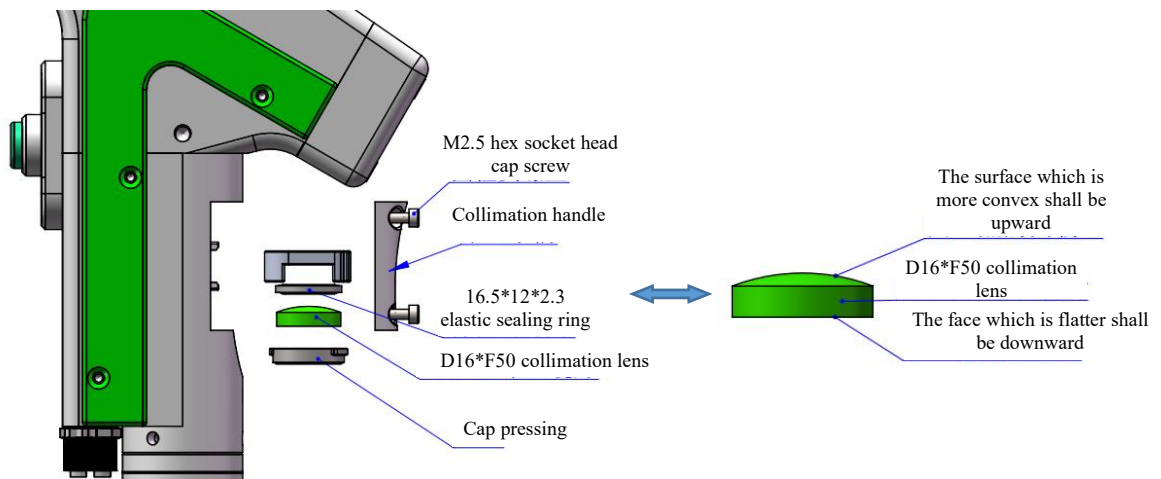 M2.5 hex socket head
cap screw
Collimation handle
16.5*12*2.3
elastic sealing ring
D16*F50 collimation lens
Cap pressing
The surface which is
more convex shall be
upward
D16*F50 collimation
lens
The face which is flatter shall
be downward